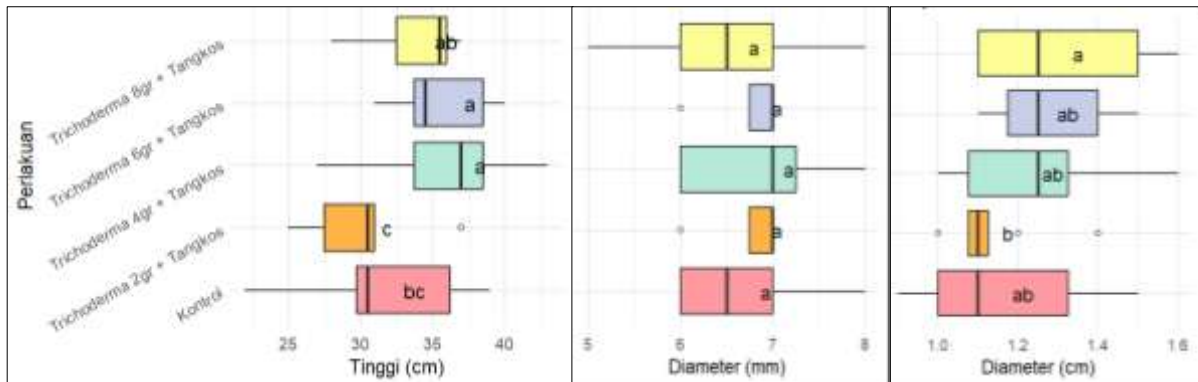 Perlakuan
Trichoderma 8gr + Tangkos
Trichoderma 6gr + Tangkos
Trichoderma 4gr + Tangkos
Trichoderma 2gr + Tangkos
Kontrol
ab
a
a
c
bc
25 30 35 40
Tinggi (cm)
a
a
a
a
a
5 6 7 8
Diameter (mm)
a
ab
ab
b
ab
1.0 1.2 1.4 1.6
Diameter (cm)